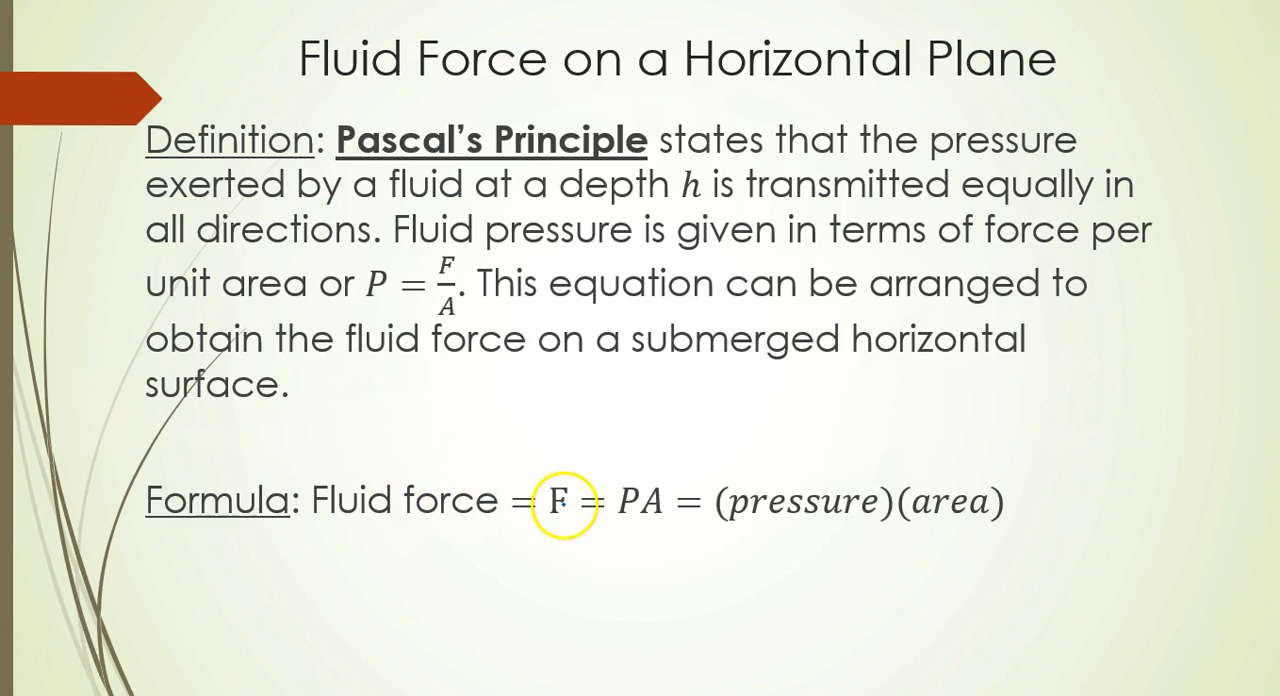 Fluid Force on a Horizontal Plane
Definition: Pascal's Principle states that the pressure
exerted by a fluid at a depth ℎ is transmitted equally in
all directions. Fluid pressure is given in terms of force per
unit area or 𝑃 = 𝐹/𝐴. This equation can be arranged to
obtain the fluid force on a submerged horizontal
surface.
Formula: Fluid force = F = 𝑃𝐴 = (𝑝𝑟𝑒𝑠𝑠𝑢𝑟𝑒)(𝑎𝑟𝑒𝑎)